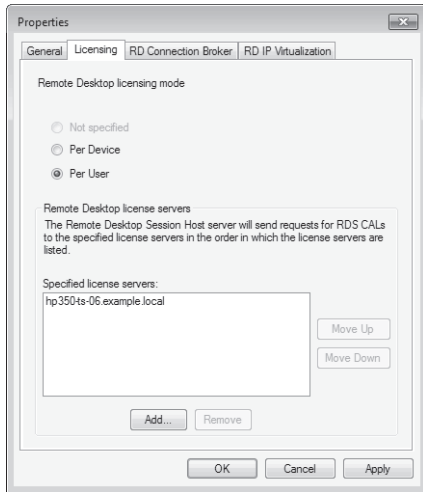 Properties
General Licensing RD Connection Broker RD IP Virtualization
Remote Desktop licensing mode
Not specified
Per Device
Per User
Remote Desktop license servers
The Remote Desktop Session Host server will send requests for RDS CALs
to the specified license servers in the order in which the license servers are
listed.
Specified license servers:
hp350-ts-06.example.local
Move Up
Move Down
Add... Remove
OK Cancel Apply